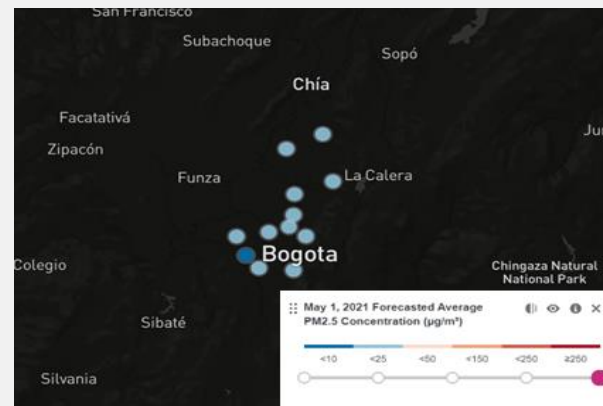 San Francisco
Subachoque
Sopó
Chía
Facatativá
Zipacón
Funza
La Calera
Bogota
Colegio
Chingaza Natural
National Park
Sibaté
Silvania
May 1, 2021 Forecasted Average
PM2.5 Concentration (µg/m³)
<10 <25 <50 <150 <250 ≥250